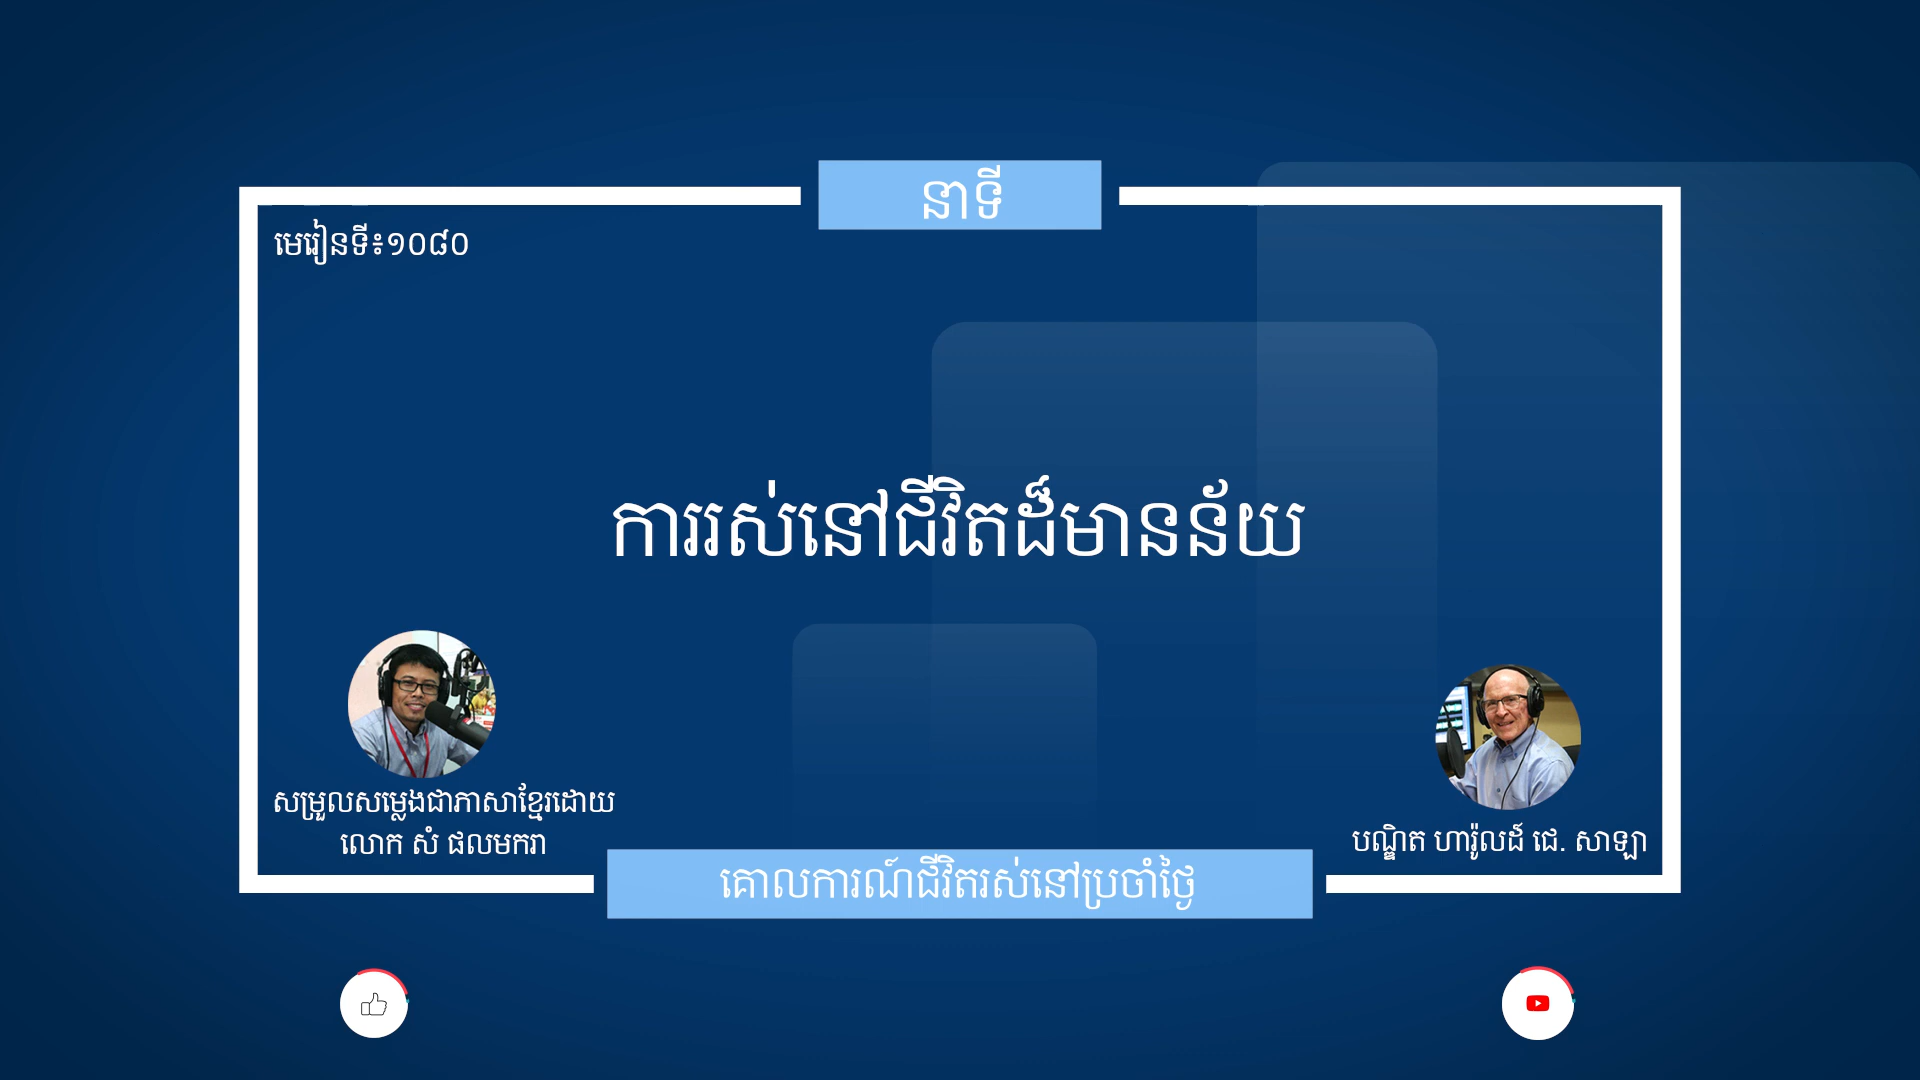 នាទី
មេរៀនទី៖១០៨០
ការរស់នៅជីវិតដ៏មានន័យ
សម្រួលសម្លេងជាភាសាខ្មែរដោយ
លោក សំ ផលមករា
បណ្ឌិត ហារ៉ូលដ៍ ជេ. សាឡា
គោលការណ៍ជីវិតរស់នៅប្រចាំថ្ងៃ